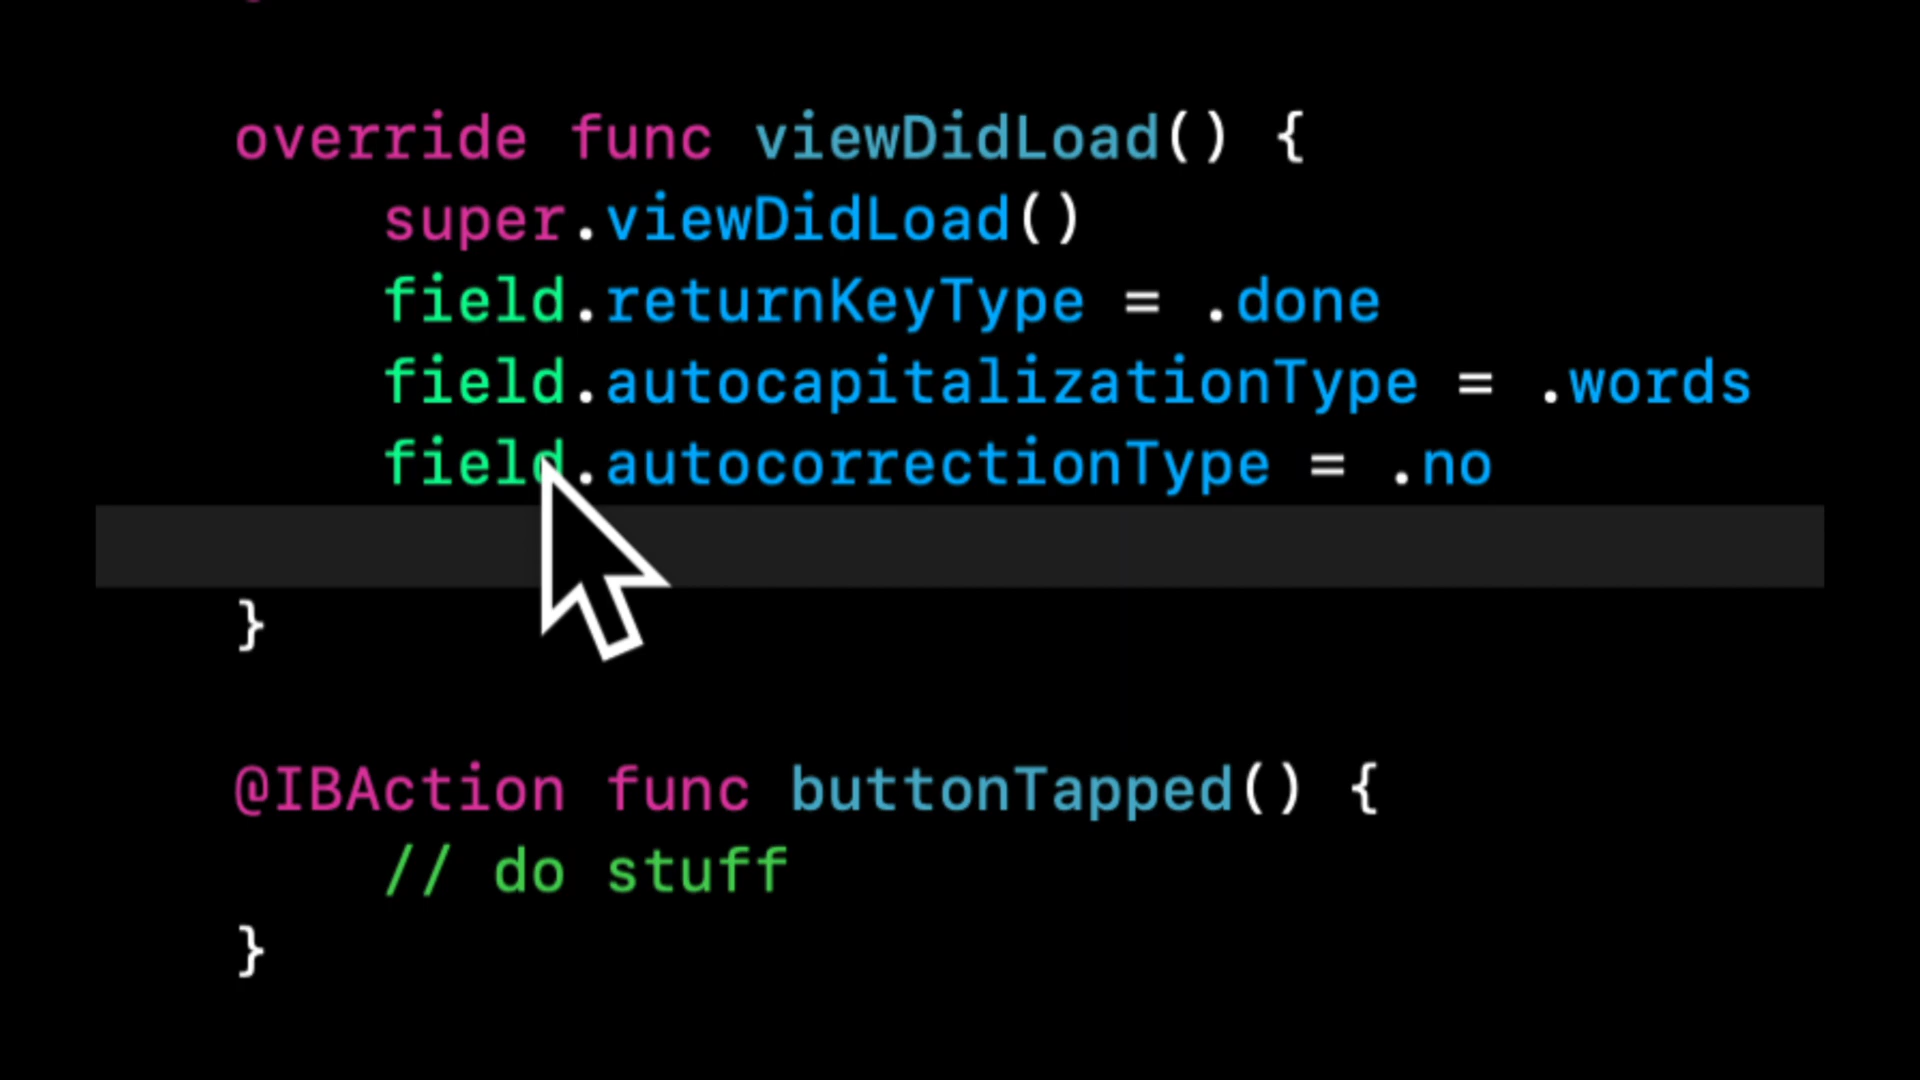 override func viewDidLoad() {
super.viewDidLoad()
field.returnKeyType = .done
field.autocapitalizationType = .words
field.autocorrectionType = .no
}
@IBAction func buttonTapped() {
// do stuff
}